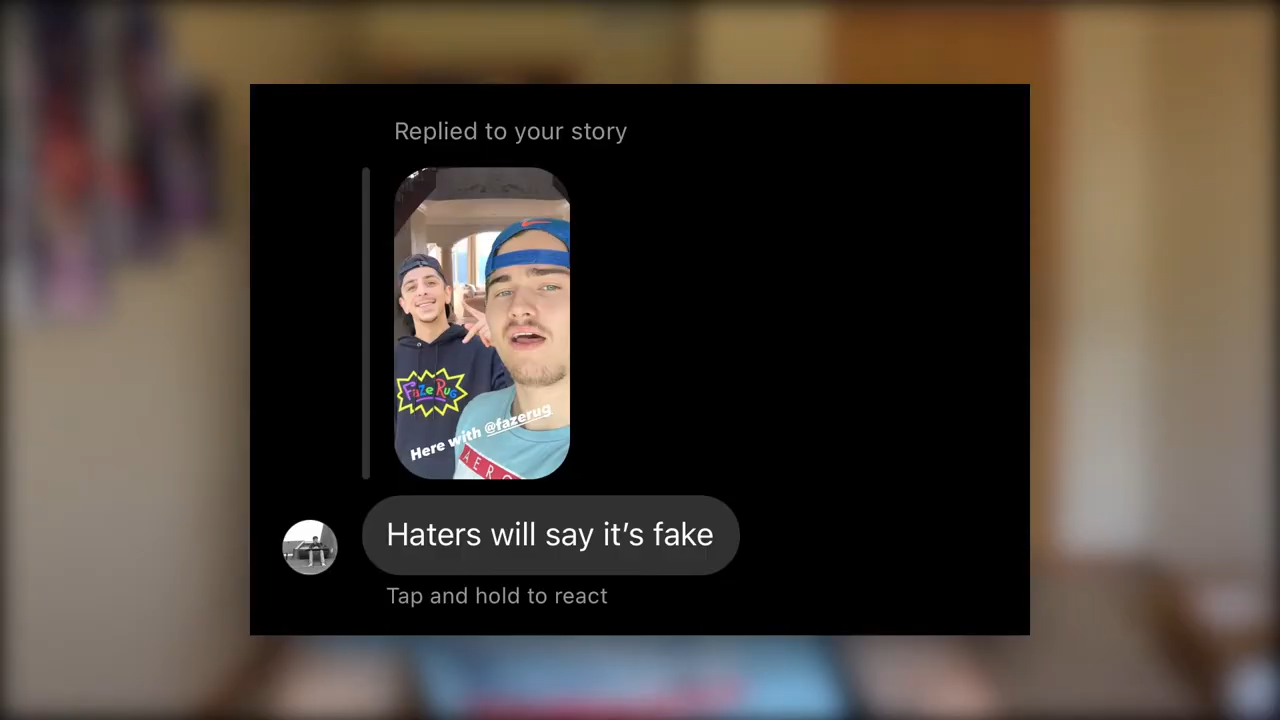 Replied to your story
FaZe Rug
Here with @fazerug
AERO
Haters will say it's fake
Tap and hold to react